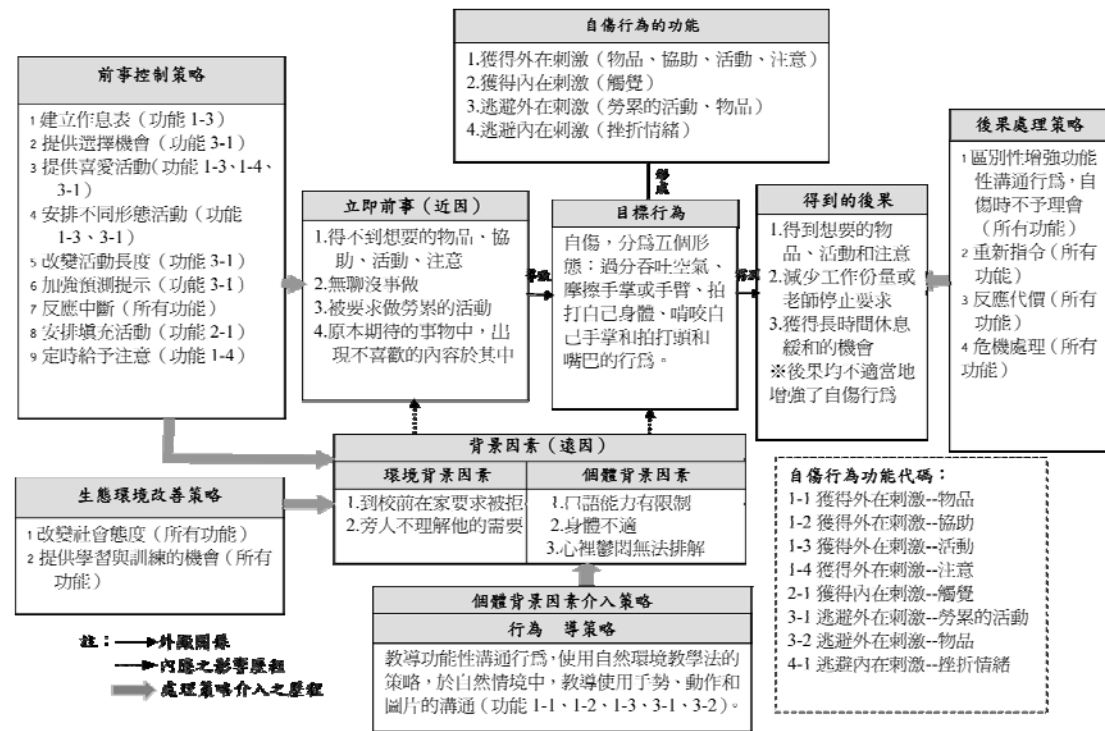 自傷行為的功能
1.獲得外在刺激（物品、協助、活動、注意）
2.獲得內在刺激（觸覺）
3.逃避外在刺激（勞累的活動、物品）
4.逃避內在刺激（挫折情緒）
前事控制策略
1 建立作息表（功能 1-3）
2 提供選擇機會（功能 3-1）
3 提供喜愛活動（功能 1-3、1-4、
3-1）
4 安排不同形態活動（功能
1-3、3-1）
5 改變活動長度（功能 3-1）
6 加強預測提示（功能 3-1）
7 反應中斷（所有功能）
8 安排填充活動（功能 2-1）
9 定時給予注意（功能 1-4）
立即前事（近因）
1.得不到想要的物品、協
助、活動、注意
2.無聊沒事做
3.被要求做勞累的活動
4.原本期待的事物中，出
現不喜歡的內容於其中
目標行為
自傷，分為五個形
態：過分吞吐空氣、
摩擦手掌或手臂、拍
打自己身體、啃咬自
己手掌和拍打頭和
嘴巴的行為。
得到的後果
1.得到想要的物
品、活動和注意
2.減少工作份量或
老師停止要求
3.獲得長時間休息
緩和的機會
※後果均不適當地
增強了自傷行為
後果處理策略
1 區別性增強功能
性溝通行為，自
傷時不予理會
（所有功能）
2 重新指令（所有
功能）
3 反應代價（所有
功能）
4 危機處理（所有
功能）
背景因素（遠因）
環境背景因素
1.到校前在家要求被拒
2.旁人不理解他的需要
個體背景因素
1.口語能力有限制
2.身體不適
3.心裡鬱悶無法排解
生態環境改善策略
1 改變社會態度（所有功能）
2 提供學習與訓練的機會（所有
功能）
個體背景因素介入策略
行為 導策略
教導功能性溝通行為，使用自然環境教學法的
策略，於自然情境中，教導使用手勢、動作和
圖片的溝通（功能 1-1、1-2、1-3、3-1、3-2）。
自傷行為功能代碼：
1-1 獲得外在刺激--物品
1-2 獲得外在刺激--協助
1-3 獲得外在刺激--活動
1-4 獲得外在刺激--注意
2-1 獲得內在刺激--觸覺
3-1 逃避外在刺激--勞累的活動
3-2 逃避外在刺激--物品
4-1 逃避內在刺激--挫折情緒
註：外顯關係
內隱之影響歷程
處理策略介入之歷程